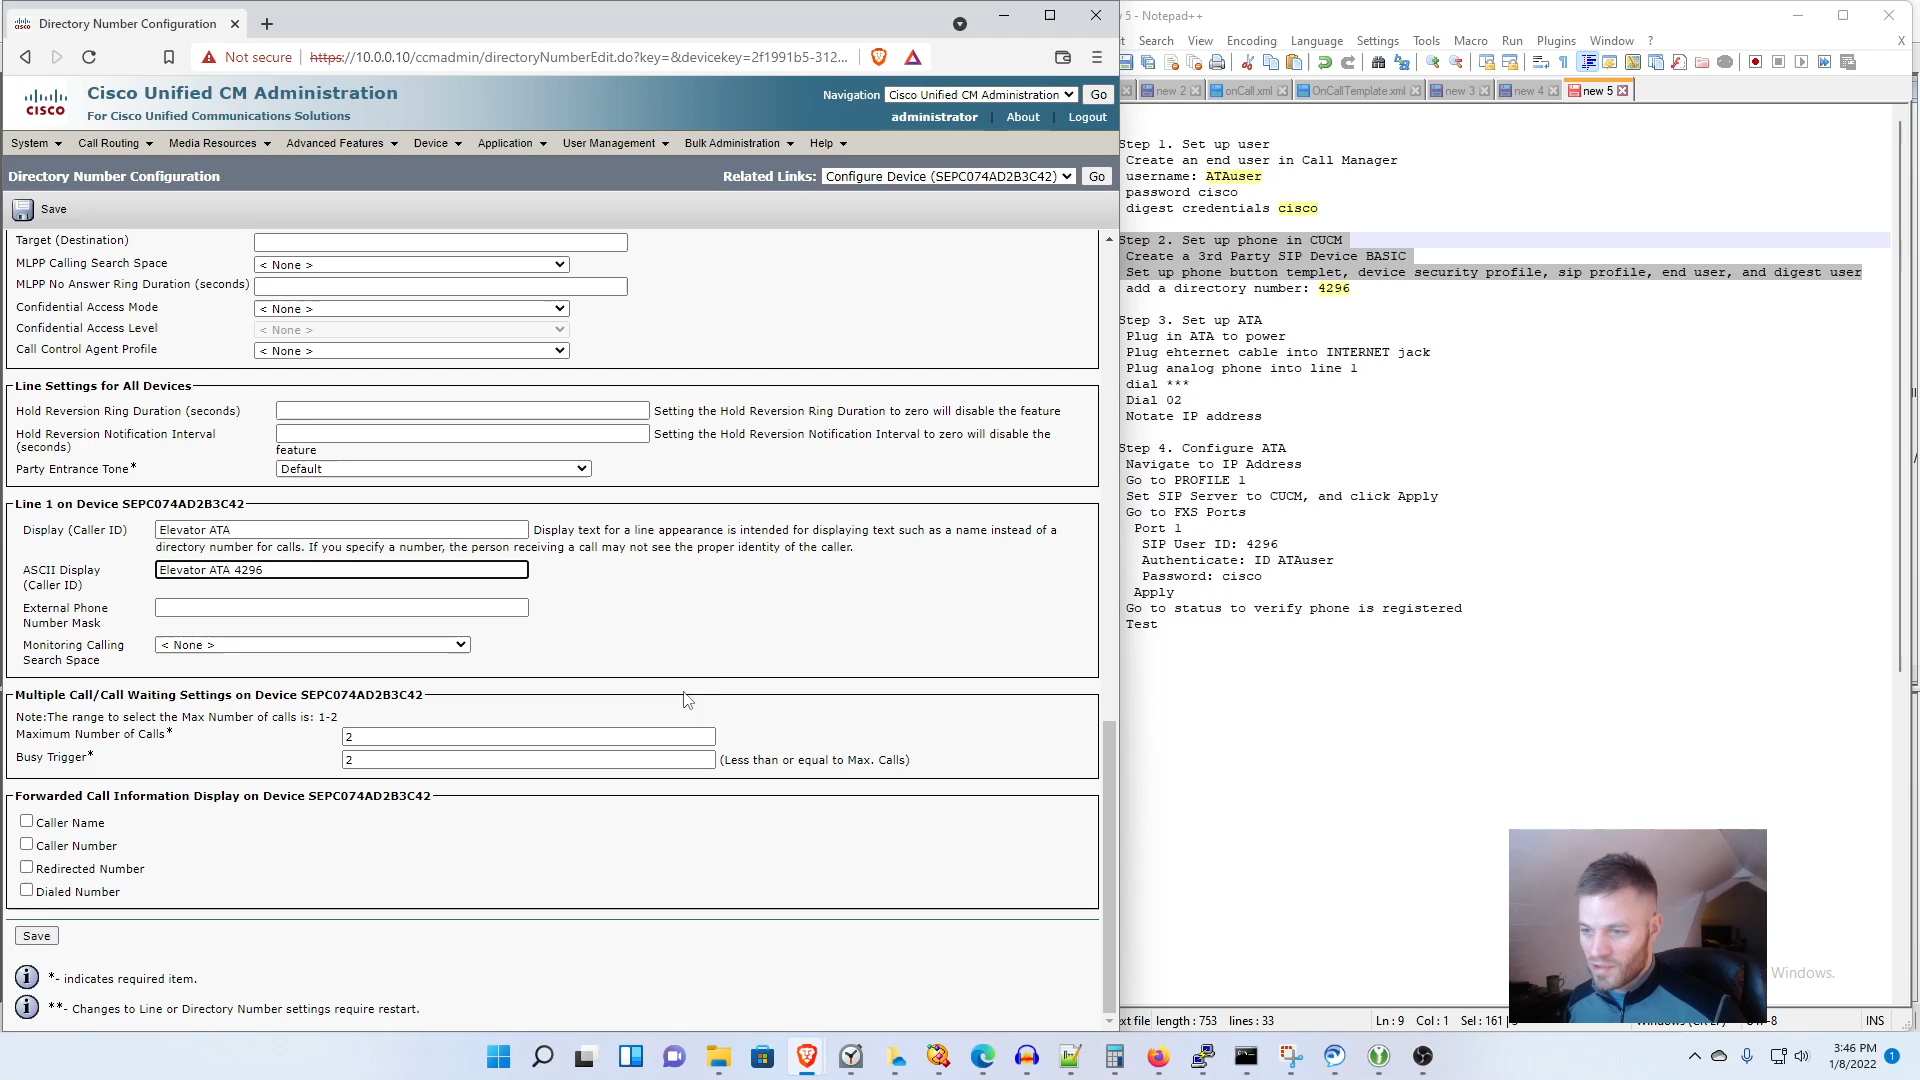 Directory Number Configuration
5 - Notepad++
Not secure
https://10.0.0.10/ccmadmin/directoryNumberEdit.do?key=&devicekey=2f1991b5-312...
Search View Encoding Language Settings Tools Macro Run Plugins Window ? X
new 2 onCall.xml OnCallTemplate.xml new 3 new 4 new 5
CISCO
Cisco Unified CM Administration
For Cisco Unified Communications Solutions
Navigation Cisco Unified CM Administration Go
administrator | About | Logout
System Call Routing Media Resources Advanced Features Device Application User Management Bulk Administration Help
Directory Number Configuration
Related Links: Configure Device (SEPC074AD2B3C42) Go
Save
Target (Destination)
MLPP Calling Search Space < None >
MLPP No Answer Ring Duration (seconds)
Confidential Access Mode < None >
Confidential Access Level < None >
Call Control Agent Profile < None >
Line Settings for All Devices
Hold Reversion Ring Duration (seconds) Setting the Hold Reversion Ring Duration to zero will disable the feature
Hold Reversion Notification Interval (seconds) Setting the Hold Reversion Notification Interval to zero will disable the feature
Party Entrance Tone* Default
Line 1 on Device SEPC074AD2B3C42
Display (Caller ID) Elevator ATA Display text for a line appearance is intended for displaying text such as a name instead of a
directory number for calls. If you specify a number, the person receiving a call may not see the proper identity of the caller.
ASCII Display (Caller ID) Elevator ATA 4296
External Phone Number Mask
Monitoring Calling Search Space < None >
Multiple Call/Call Waiting Settings on Device SEPC074AD2B3C42
Note:The range to select the Max Number of calls is: 1-2
Maximum Number of Calls* 2
Busy Trigger* 2 (Less than or equal to Max. Calls)
Forwarded Call Information Display on Device SEPC074AD2B3C42
Caller Name
Caller Number
Redirected Number
Dialed Number
Save
*- indicates required item.
**- Changes to Line or Directory Number settings require restart.
Step 1. Set up user
Create an end user in Call Manager
username: ATAuser
password cisco
digest credentials cisco
Step 2. Set up phone in CUCM
Create a 3rd Party SIP Device BASIC
Set up phone button templet, device security profile, sip profile, end user, and digest user
add a directory number: 4296
Step 3. Set up ATA
Plug in ATA to power
Plug ehternet cable into INTERNET jack
Plug analog phone into line 1
dial ***
Dial 02
Notate IP address
Step 4. Configure ATA
Navigate to IP Address
Go to PROFILE 1
Set SIP Server to CUCM, and click Apply
Go to FXS Ports
Port 1
SIP User ID: 4296
Authenticate: ID ATAuser
Password: cisco
Apply
Go to status to verify phone is registered
Test
Windows.
xt file length : 753 lines : 33 Ln : 9 Col : 1 Sel : 161 | INS
3:46 PM
1/8/2022
1